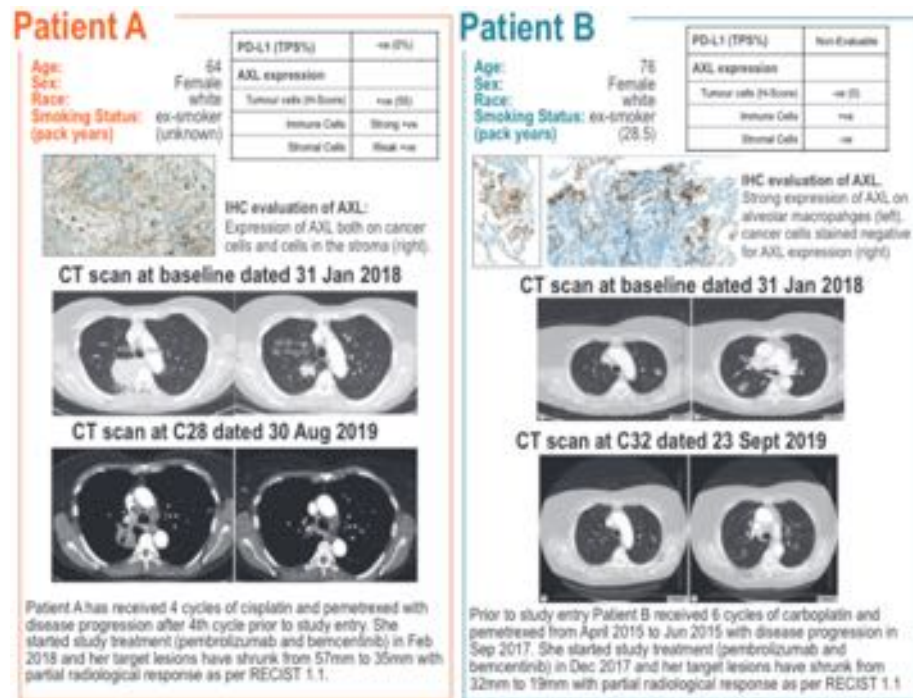 Patient A
Age: 64
Sex: Female
Race: white
Smoking Status: ex-smoker
(pack years) (unknown)
PD-L1 (TPS%) -ve (0%)
AXL expression
Tumour cells (H-Score) +ve (55)
Immune Cells Strong +ve
Stromal Cells Weak +ve
IHC evaluation of AXL:
Expression of AXL both on cancer
cells and cells in the stroma (right).
CT scan at baseline dated 31 Jan 2018
CT scan at C28 dated 30 Aug 2019
Patient A has received 4 cycles of cisplatin and pemetrexed with
disease progression after 4th cycle prior to study entry. She
started study treatment (pembrolizumab and bemcentinib) in Feb
2018 and her target lesions have shrunk from 57mm to 35mm with
partial radiological response as per RECIST 1.1.
Patient B
Age: 76
Sex: Female
Race: white
Smoking Status: ex-smoker
(pack years) (28.5)
PD-L1 (TPS%) Non-Evaluable
AXL expression
Tumour cells (H-Score) -ve (0)
Immune Cells +ve
Stromal Cells -ve
IHC evaluation of AXL.
Strong expression of AXL on
alveolar macropahges (left),
cancer cells stained negative
for AXL expression (right)
CT scan at baseline dated 31 Jan 2018
CT scan at C32 dated 23 Sept 2019
Prior to study entry Patient B received 6 cycles of carboplatin and
pemetrexed from April 2015 to Jun 2015 with disease progression in
Sep 2017. She started study treatment (pembrolizumab and
bemcentinib) in Dec 2017 and her target lesions have shrunk from
32mm to 19mm with partial radiological response as per RECIST 1.1